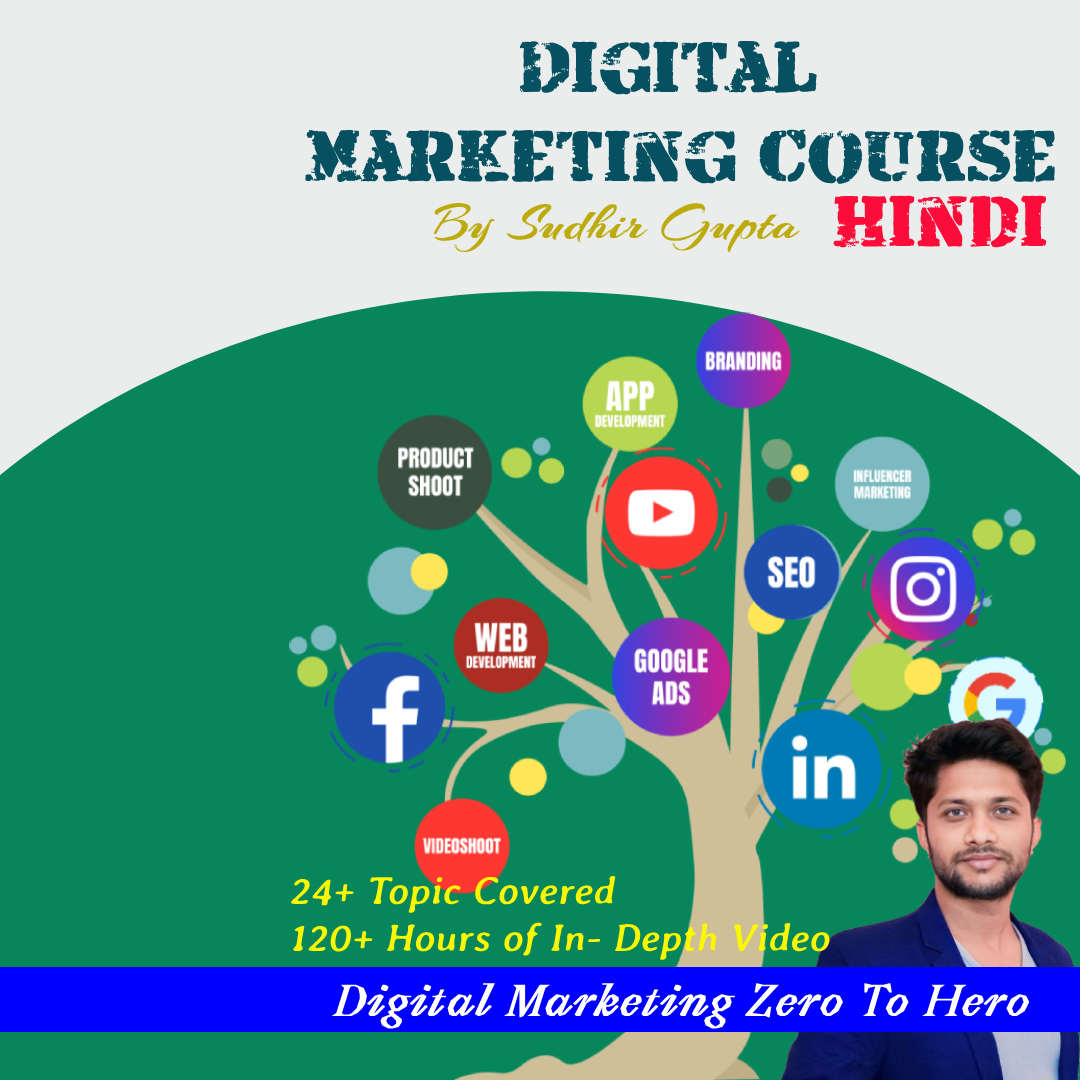 DIGITAL
MARKETING COURSE
By Sudhir Gupta HINDI
BRANDING
APP
DEVELOPMENT
PRODUCT
SHOOT
INFLUENCER
MARKETING
SEO
WEB
DEVELOPMENT
GOOGLE
ADS
f
G
in
VIDEOSHOOT
24+ Topic Covered
120+ Hours of In- Depth Video
Digital Marketing Zero To Hero